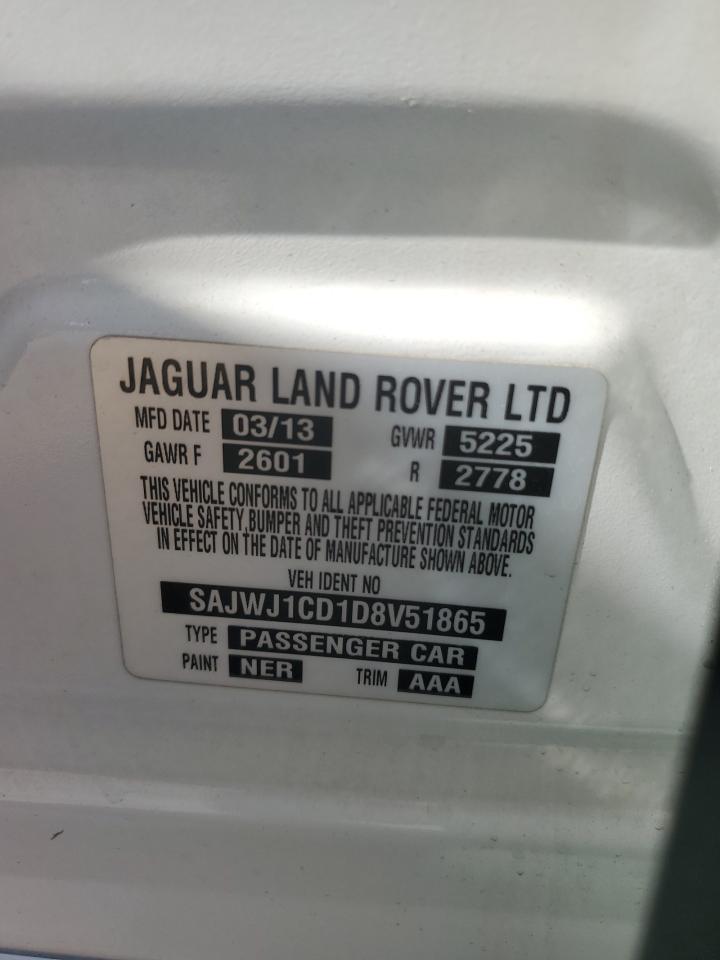 JAGUAR LAND ROVER LTD
MFD DATE 03/13 GVWR 5225
GAWR F 2601 R 2778
THIS VEHICLE CONFORMS TO ALL APPLICABLE FEDERAL MOTOR
VEHICLE SAFETY, BUMPER AND THEFT PREVENTION STANDARDS
IN EFFECT ON THE DATE OF MANUFACTURE SHOWN ABOVE.
VEH IDENT NO
SAJWJ1CD1D8V51865
TYPE PASSENGER CAR
PAINT NER TRIM AAA